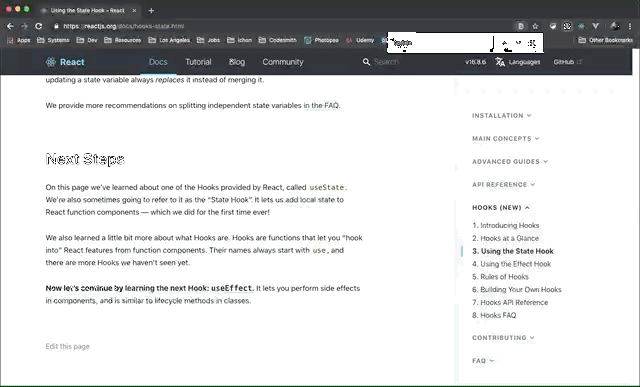 Using the State Hook – React
https://reactjs.org/docs/hooks-state.html
Apps Dev Systems Dev Resources Los Angeles Jobs Ichon Codesmith Photopea Udemy Other Bookmarks
React Docs Tutorial Blog Community Search v16.8.6 Languages GitHub
updating a state variable always replaces it instead of merging it.
We provide more recommendations on splitting independent state variables in the FAQ.
Next Steps
On this page we've learned about one of the Hooks provided by React, called useState.
We're also sometimes going to refer to it as the "State Hook". It lets us add local state to
React function components — which we did for the first time ever!
We also learned a little bit more about what Hooks are. Hooks are functions that let you "hook
into" React features from function components. Their names always start with use, and
there are more Hooks we haven't seen yet.
Now let's continue by learning the next Hook: useEffect. It lets you perform side effects
in components, and is similar to lifecycle methods in classes.
Edit this page
INSTALLATION
MAIN CONCEPTS
ADVANCED GUIDES
API REFERENCE
HOOKS (NEW)
1. Introducing Hooks
2. Hooks at a Glance
3. Using the State Hook
4. Using the Effect Hook
5. Rules of Hooks
6. Building Your Own Hooks
7. Hooks API Reference
8. Hooks FAQ
CONTRIBUTING
FAQ